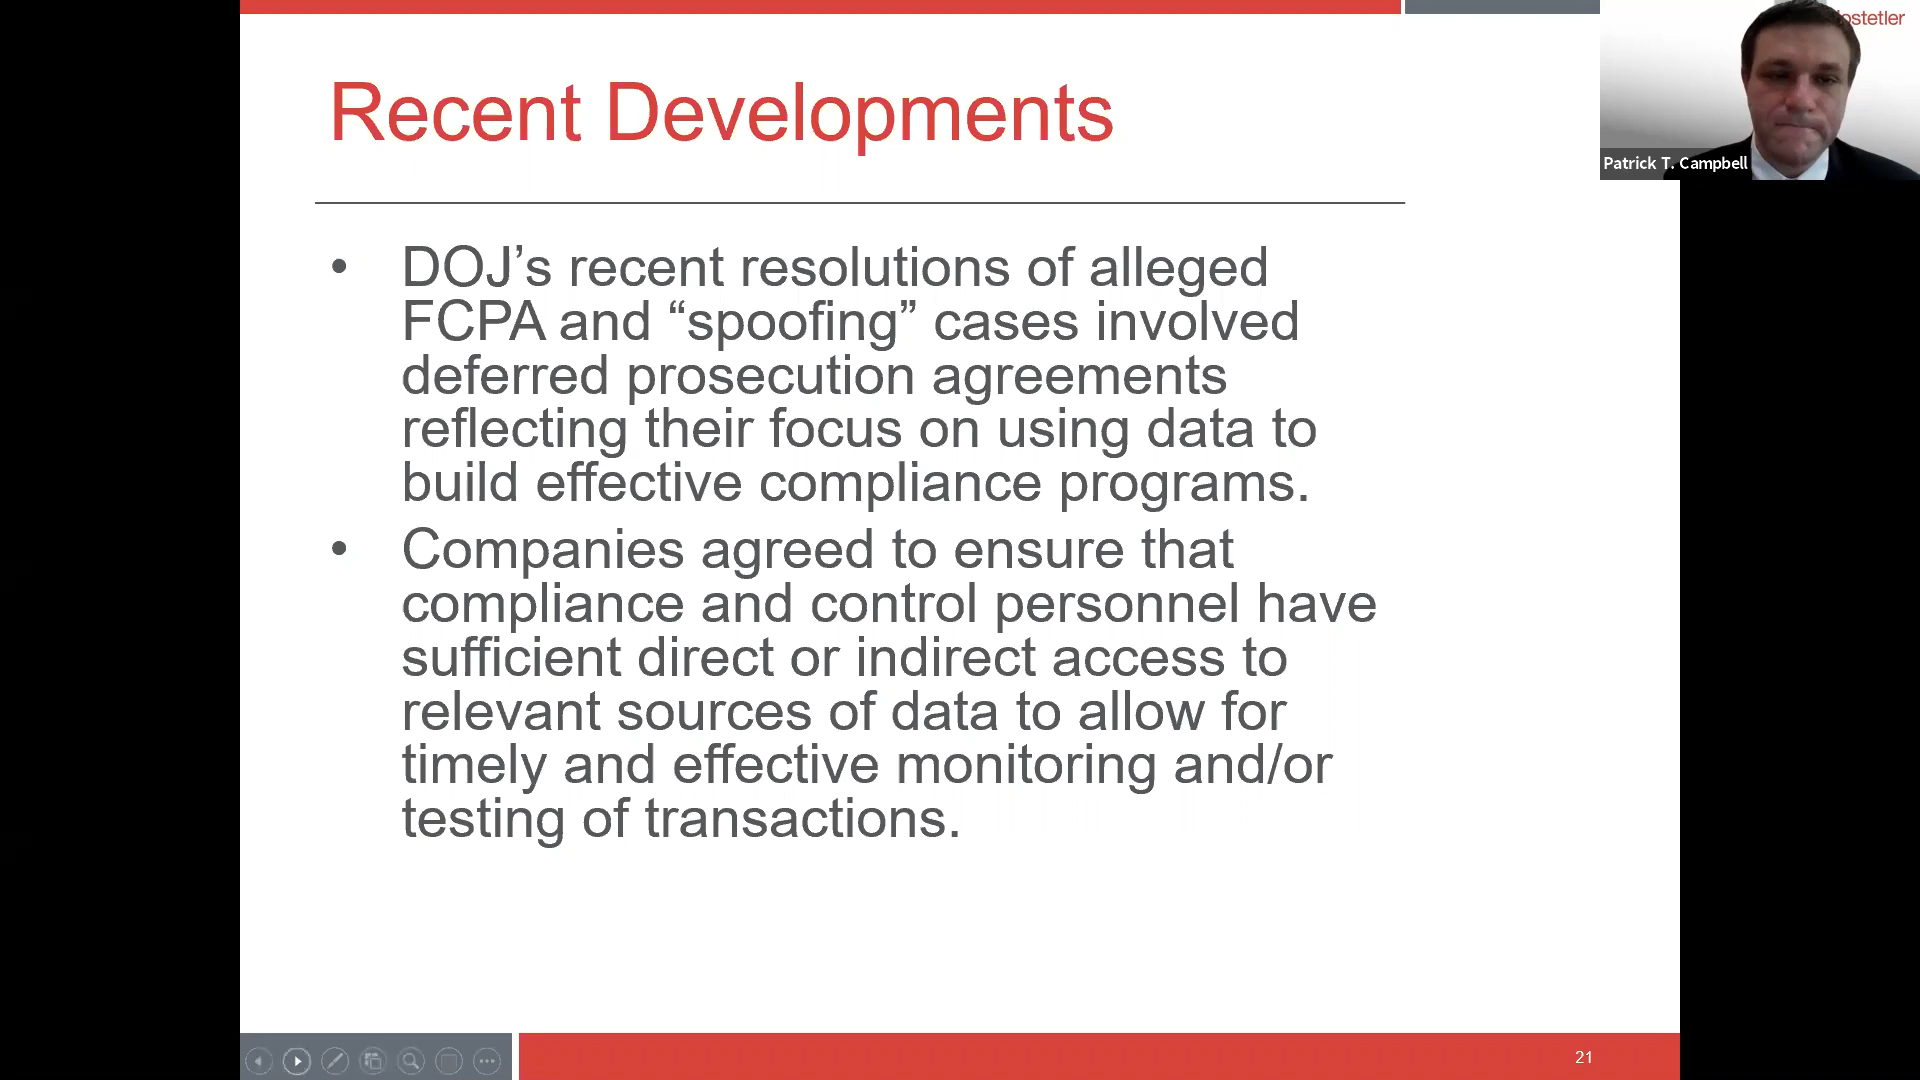 Recent Developments
• DOJ’s recent resolutions of alleged
FCPA and “spoofing” cases involved
deferred prosecution agreements
reflecting their focus on using data to
build effective compliance programs.
• Companies agreed to ensure that
compliance and control personnel have
sufficient direct or indirect access to
relevant sources of data to allow for
timely and effective monitoring and/or
testing of transactions.
21
ostetler
Patrick T. Campbell